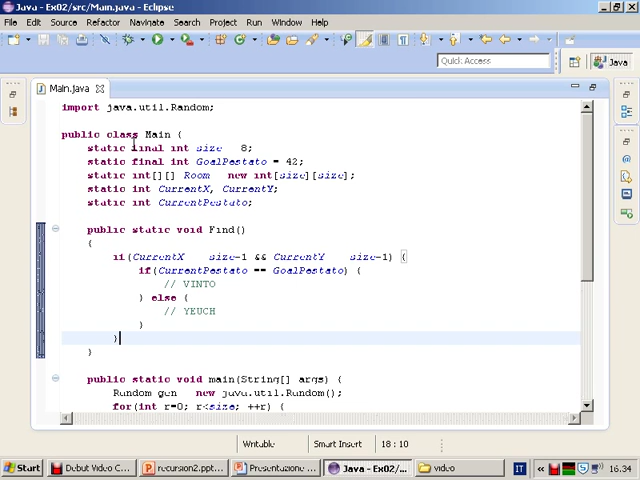 Java - Ex02/src/Main.java - Eclipse
File Edit Source Refactor Navigate Search Project Run Window Help
Quick Access
Java
Main.java
import java.util.Random;
public class Main {
static final int size 8;
static final int GoalPestato = 42;
static int[][] Room new int[size][size];
static int CurrentX, CurrentY;
static int CurrentPestato;
public static void Find()
{
if(CurrentX size-1 && CurrentY size-1) {
if(CurrentPestato == GoalPestato) {
// VINTO
} else {
// YEUCH
}
}
}
public static void main(String[] args) {
Random gen new java.util.Random();
for(int r=0; r<size; ++r) {
Writable Smart Insert 18 : 10
Start Debut Video C... recursion2.ppt... Presentazione ... Java - Ex02/... video IT 16.34